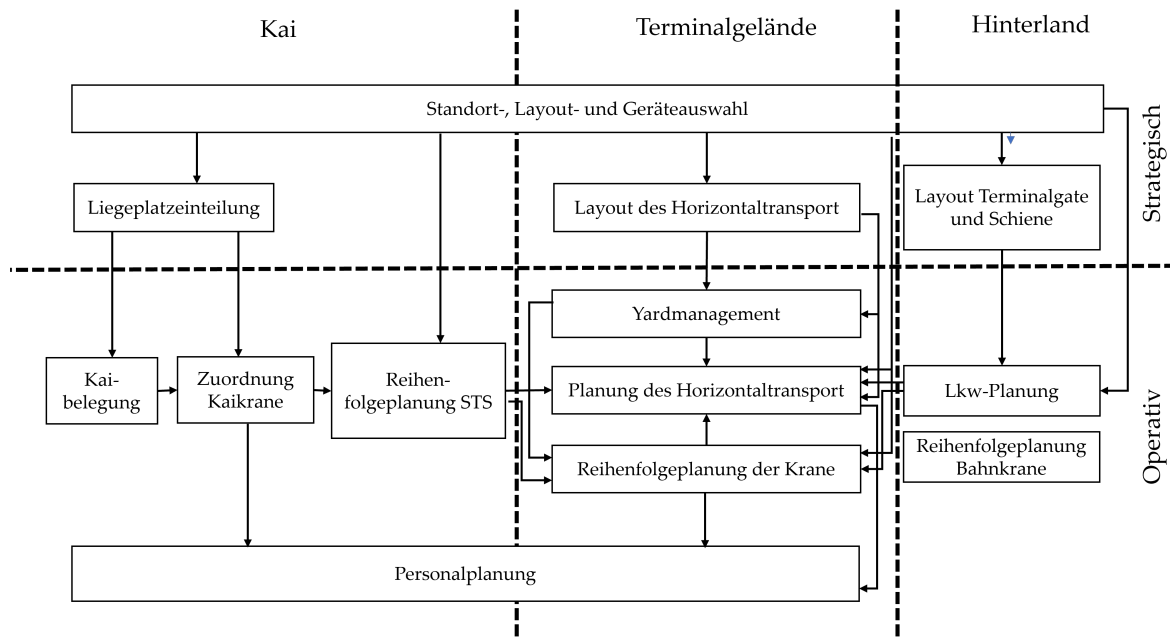 Kai
Terminalgelände
Hinterland
Standort-, Layout- und Geräteauswahl
Strategisch
Liegeplatzeinteilung
Layout des Horizontaltransport
Layout Terminalgate
und Schiene
Yardmanagement
Kai-
belegung
Zuordnung
Kaikrane
Reihen-
folgeplanung STS
Planung des Horizontaltransport
Lkw-Planung
Operativ
Reihenfolgeplanung der Krane
Reihenfolgeplanung
Bahnkrane
Personalplanung